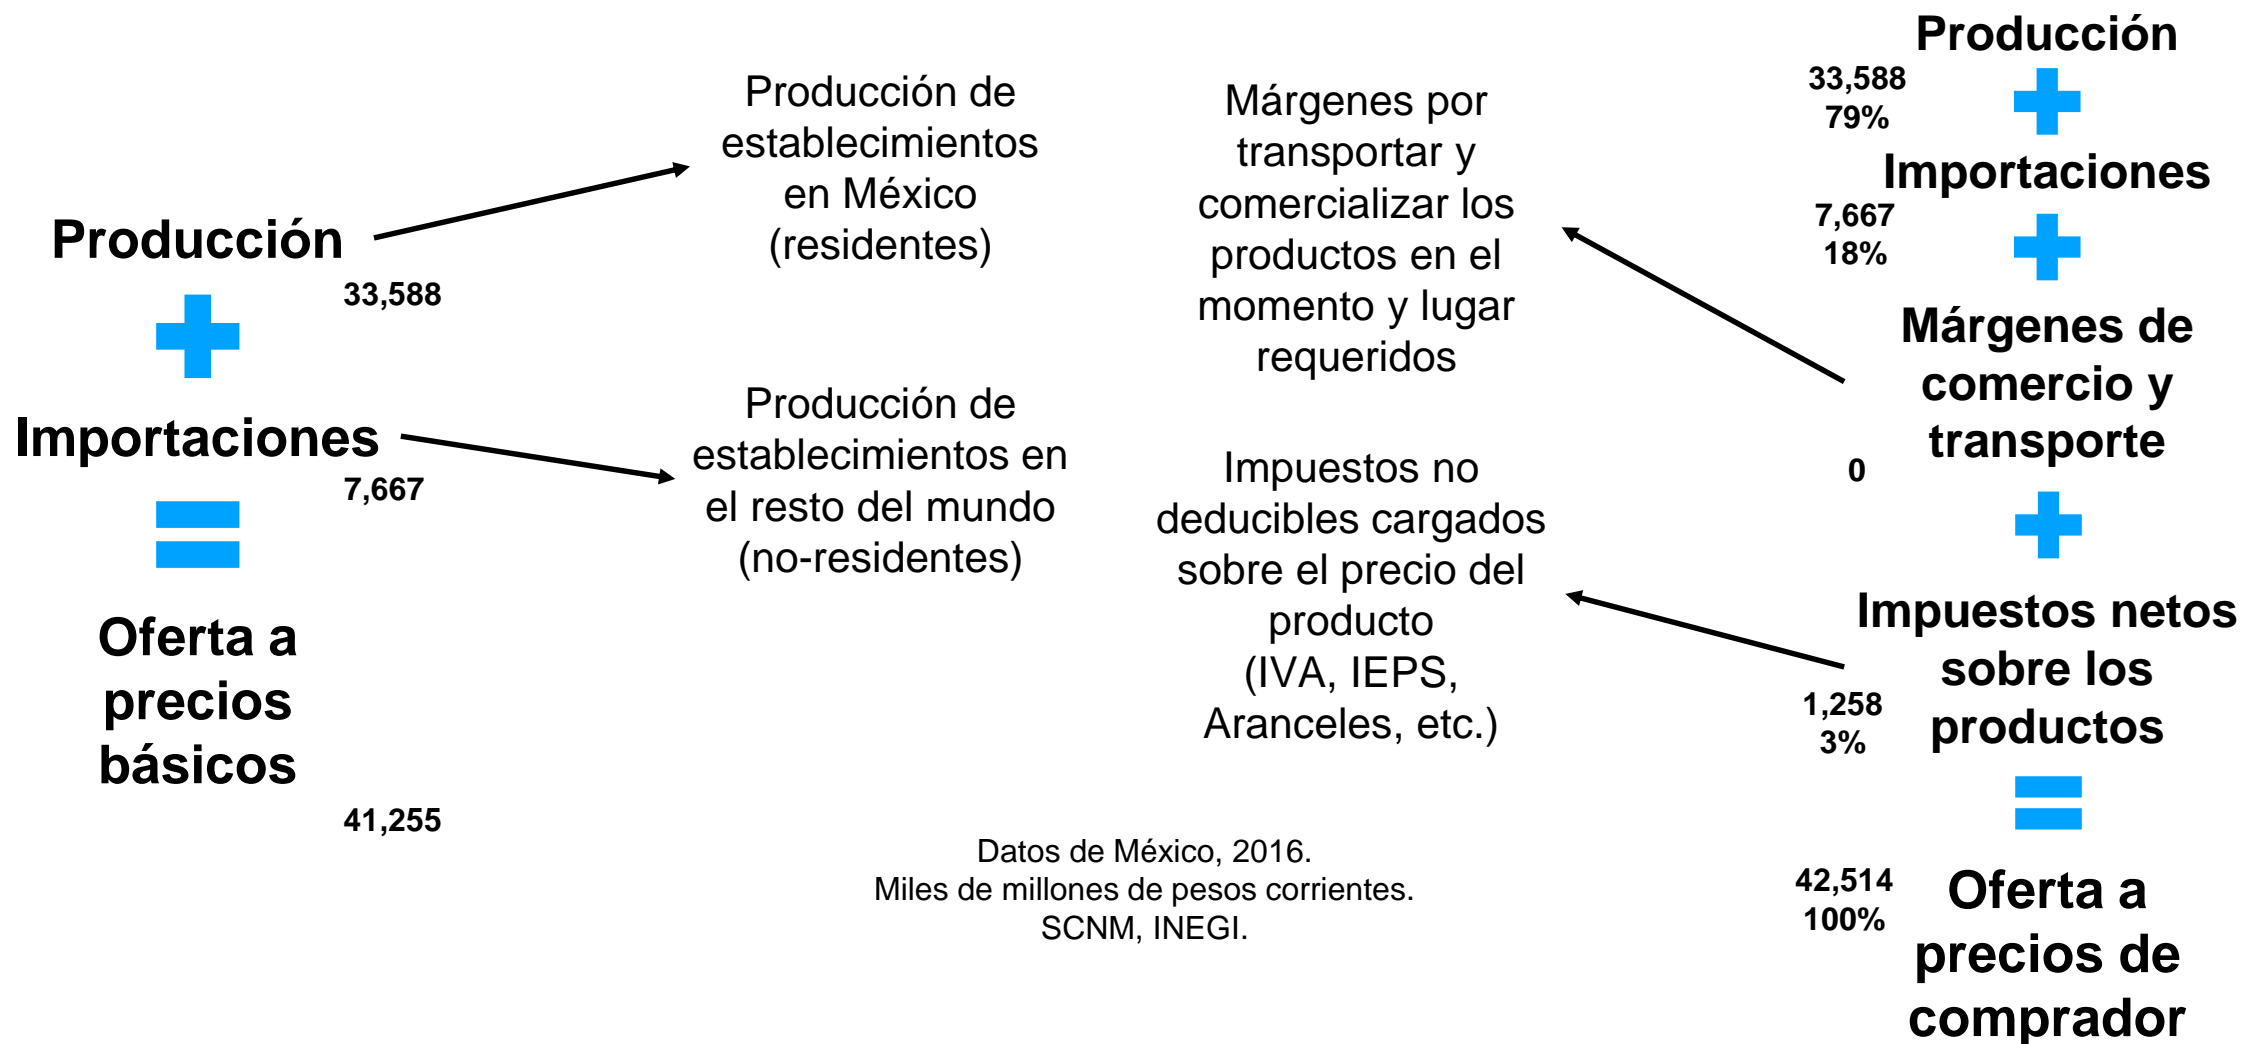 Producción
33,588
Importaciones
7,667
Oferta a
precios
básicos
41,255
Producción de
establecimientos
en México
(residentes)
Producción de
establecimientos en
el resto del mundo
(no-residentes)
Márgenes por
transportar y
comercializar los
productos en el
momento y lugar
requeridos
Impuestos no
deducibles cargados
sobre el precio del
producto
(IVA, IEPS,
Aranceles, etc.)
Datos de México, 2016.
Miles de millones de pesos corrientes.
SCNM, INEGI.
Producción
33,588
79%
Importaciones
7,667
18%
Márgenes de
comercio y
transporte
0
Impuestos netos
sobre los
productos
1,258
3%
42,514
100%
Oferta a
precios de
comprador